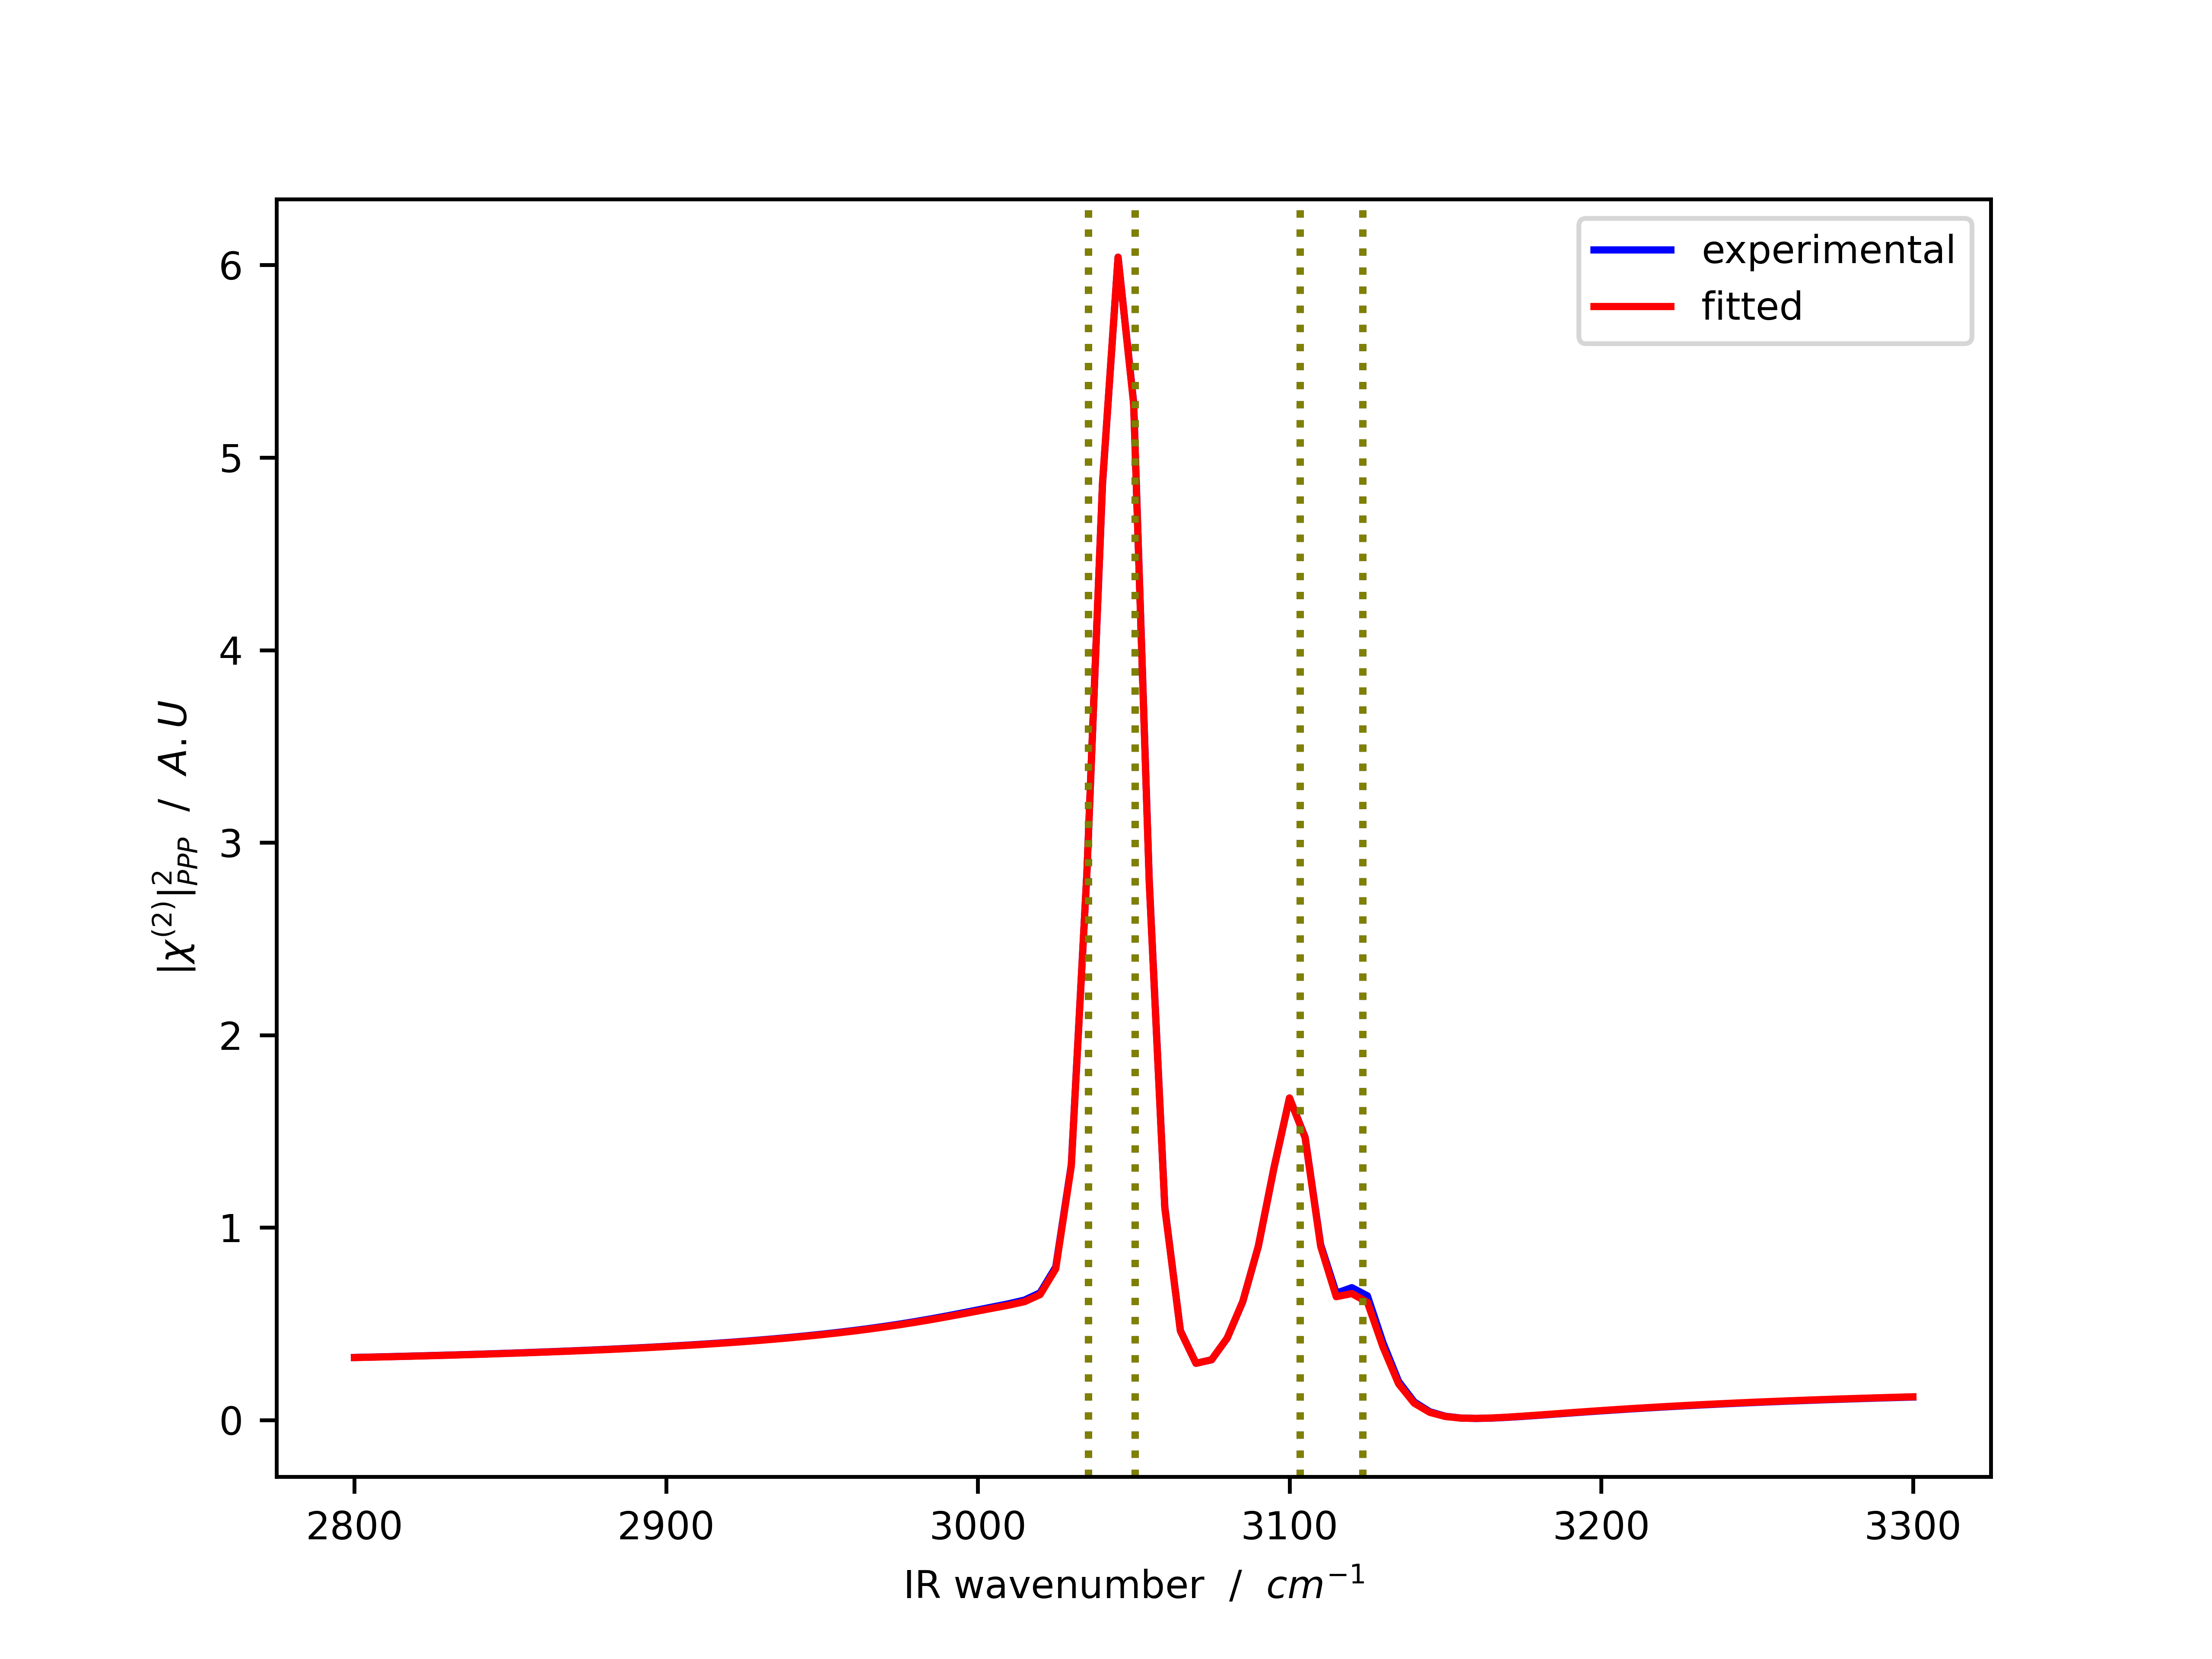 experimental
fitted
6
5
4
3
2
1
0
|χ⁽²⁾|²_PPP / A.U
2800 2900 3000 3100 3200 3300
IR wavenumber / cm⁻¹